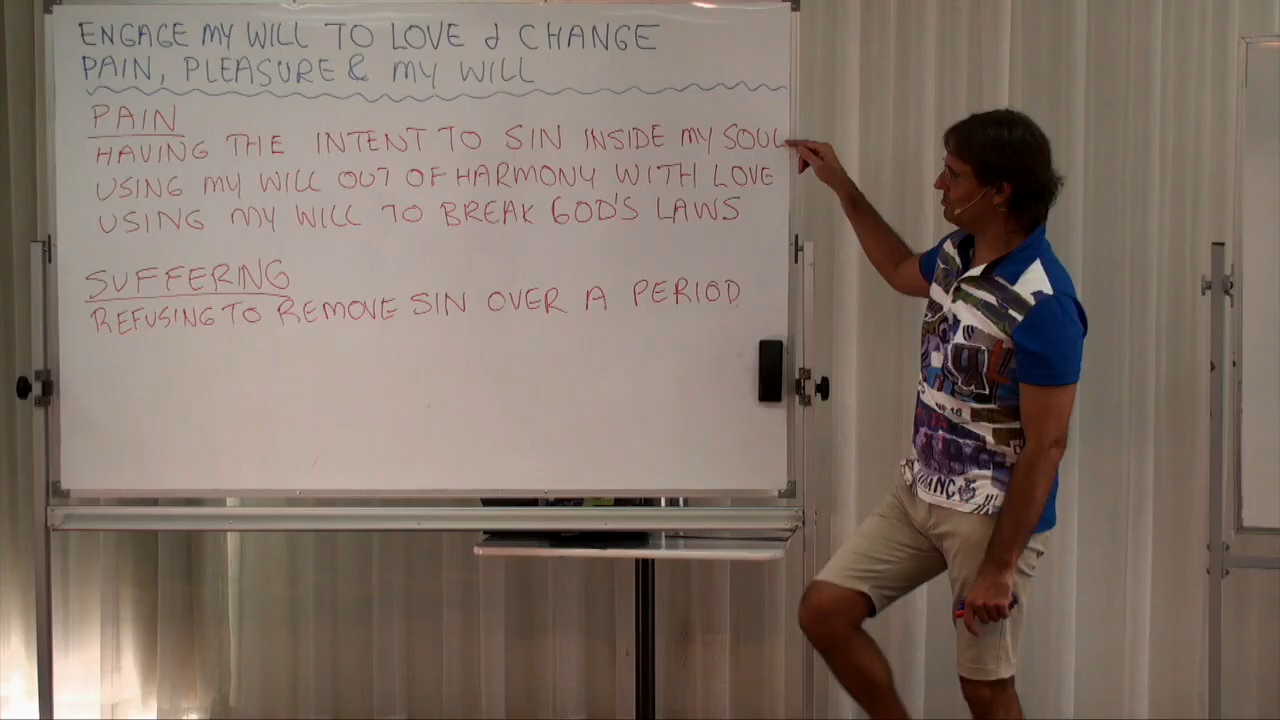 ENGAGE MY WILL TO LOVE & CHANGE
PAIN, PLEASURE & MY WILL
PAIN
HAVING THE INTENT TO SIN INSIDE MY SOUL
USING MY WILL OUT OF HARMONY WITH LOVE
USING MY WILL TO BREAK GOD'S LAWS
SUFFERING
REFUSING TO REMOVE SIN OVER A PERIOD